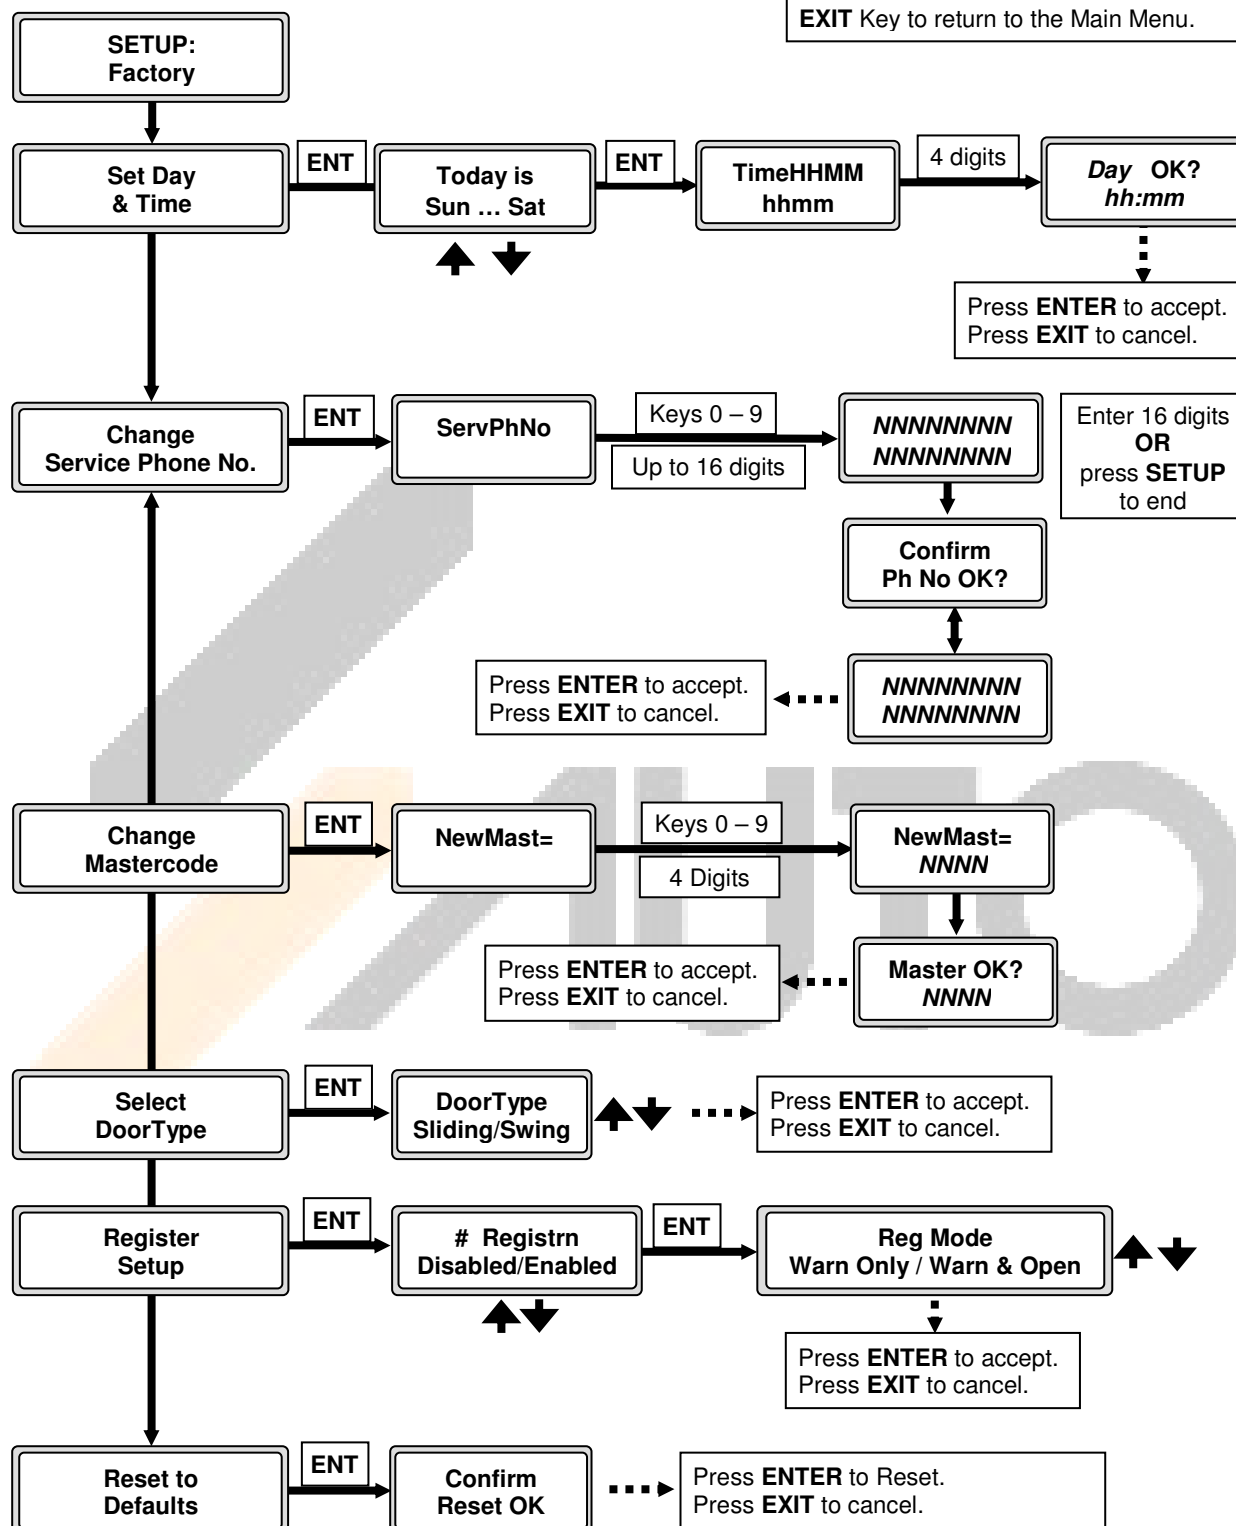 EXIT Key to return to the Main Menu.
SETUP:
Factory
Set Day
& Time
ENT
Today is
Sun ... Sat
ENT
TimeHHMM
hhmm
4 digits
Day OK?
hh:mm
Press ENTER to accept.
Press EXIT to cancel.
Change
Service Phone No.
ENT
ServPhNo
Keys 0 – 9
Up to 16 digits
NNNNNNNN
NNNNNNNN
Enter 16 digits
OR
press SETUP
to end
Confirm
Ph No OK?
NNNNNNNN
NNNNNNNN
Press ENTER to accept.
Press EXIT to cancel.
Change
Mastercode
ENT
NewMast=
Keys 0 – 9
4 Digits
NewMast=
NNNN
Master OK?
NNNN
Press ENTER to accept.
Press EXIT to cancel.
AUTO
Select
DoorType
ENT
DoorType
Sliding/Swing
Press ENTER to accept.
Press EXIT to cancel.
Register
Setup
ENT
# Registrn
Disabled/Enabled
ENT
Reg Mode
Warn Only / Warn & Open
Press ENTER to accept.
Press EXIT to cancel.
Reset to
Defaults
ENT
Confirm
Reset OK
Press ENTER to Reset.
Press EXIT to cancel.